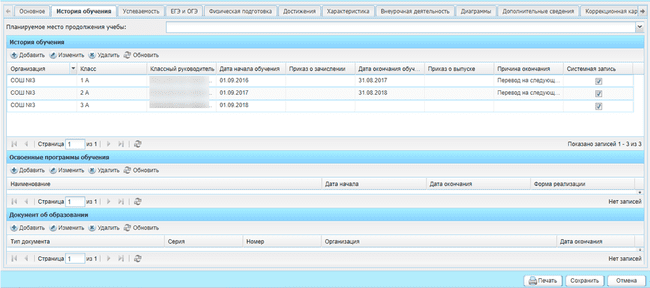 Основное История обучения Успеваемость ЕГЭ и ОГЭ Физическая подготовка Достижения Характеристика Внеурочная деятельность Диаграммы Дополнительные сведения Коррекционная кар
Планируемое место продолжения учебы:
История обучения
Добавить Изменить Удалить Обновить
Организация Класс Классный руководитель Дата начала обучения Приказ о зачислении Дата окончания обуч... Приказ о выпуске Причина окончания Системная запись
СОШ №3 1 А 01.09.2016 31.08.2017 Перевод на следующ...
СОШ №3 2 А 01.09.2017 31.08.2018 Перевод на следующ...
СОШ №3 3 А 01.09.2018
Страница 1 из 1 Показано записей 1 - 3 из 3
Освоенные программы обучения
Добавить Изменить Удалить Обновить
Наименование Дата начала Дата окончания Форма реализации
Страница 1 из 1 Нет записей
Документ об образовании
Добавить Изменить Удалить Обновить
Тип документа Серия Номер Организация Дата окончания
Страница 1 из 1 Нет записей
Печать Сохранить Отмена